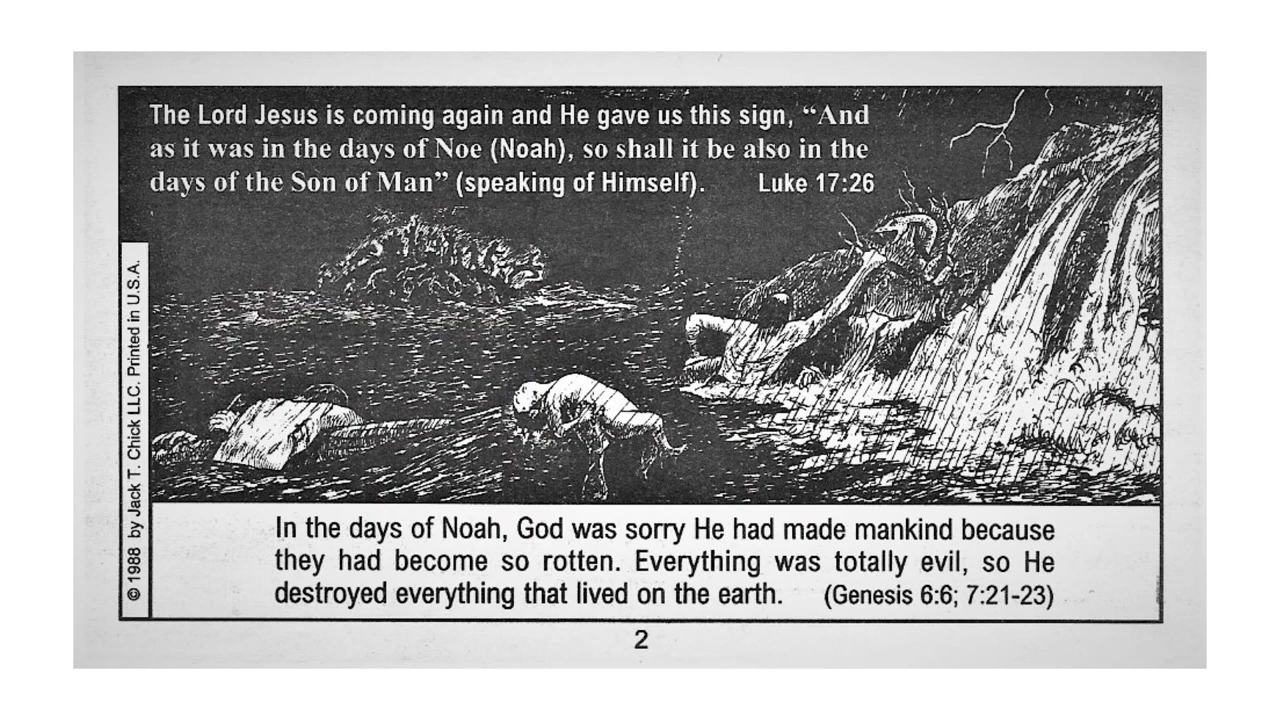 The Lord Jesus is coming again and He gave us this sign, “And
as it was in the days of Noe (Noah), so shall it be also in the
days of the Son of Man” (speaking of Himself). Luke 17:26
© 1988 by Jack T. Chick LLC. Printed in U.S.A.
In the days of Noah, God was sorry He had made mankind because
they had become so rotten. Everything was totally evil, so He
destroyed everything that lived on the earth. (Genesis 6:6; 7:21-23)
2